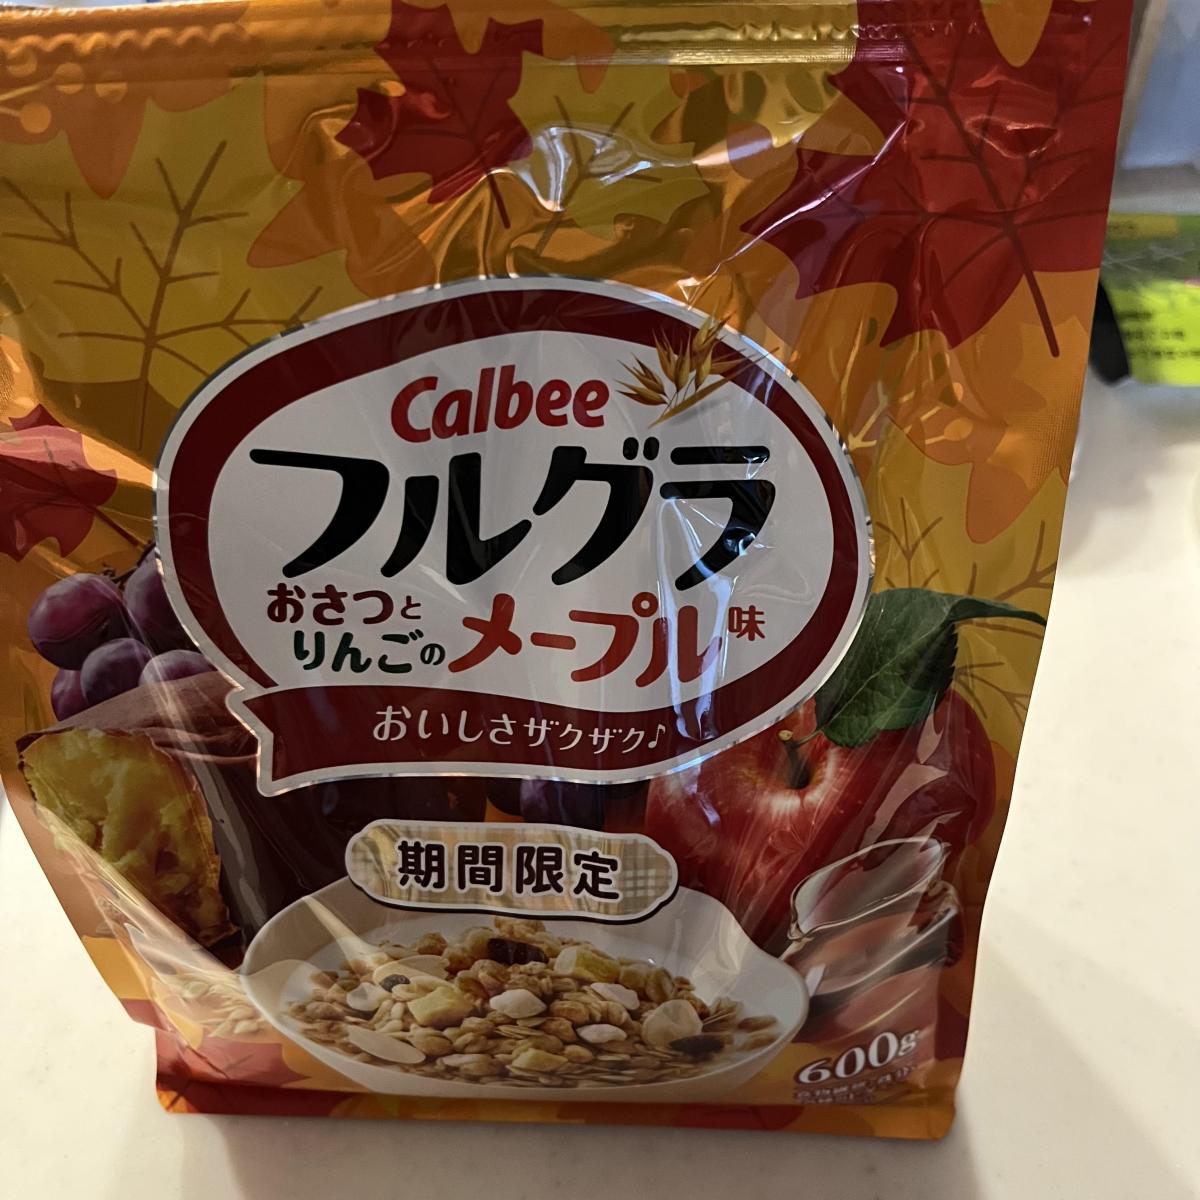 Calbee
フルグラ
おさつと
りんごのメープル味
おいしさザクザク♪
期間限定
600g